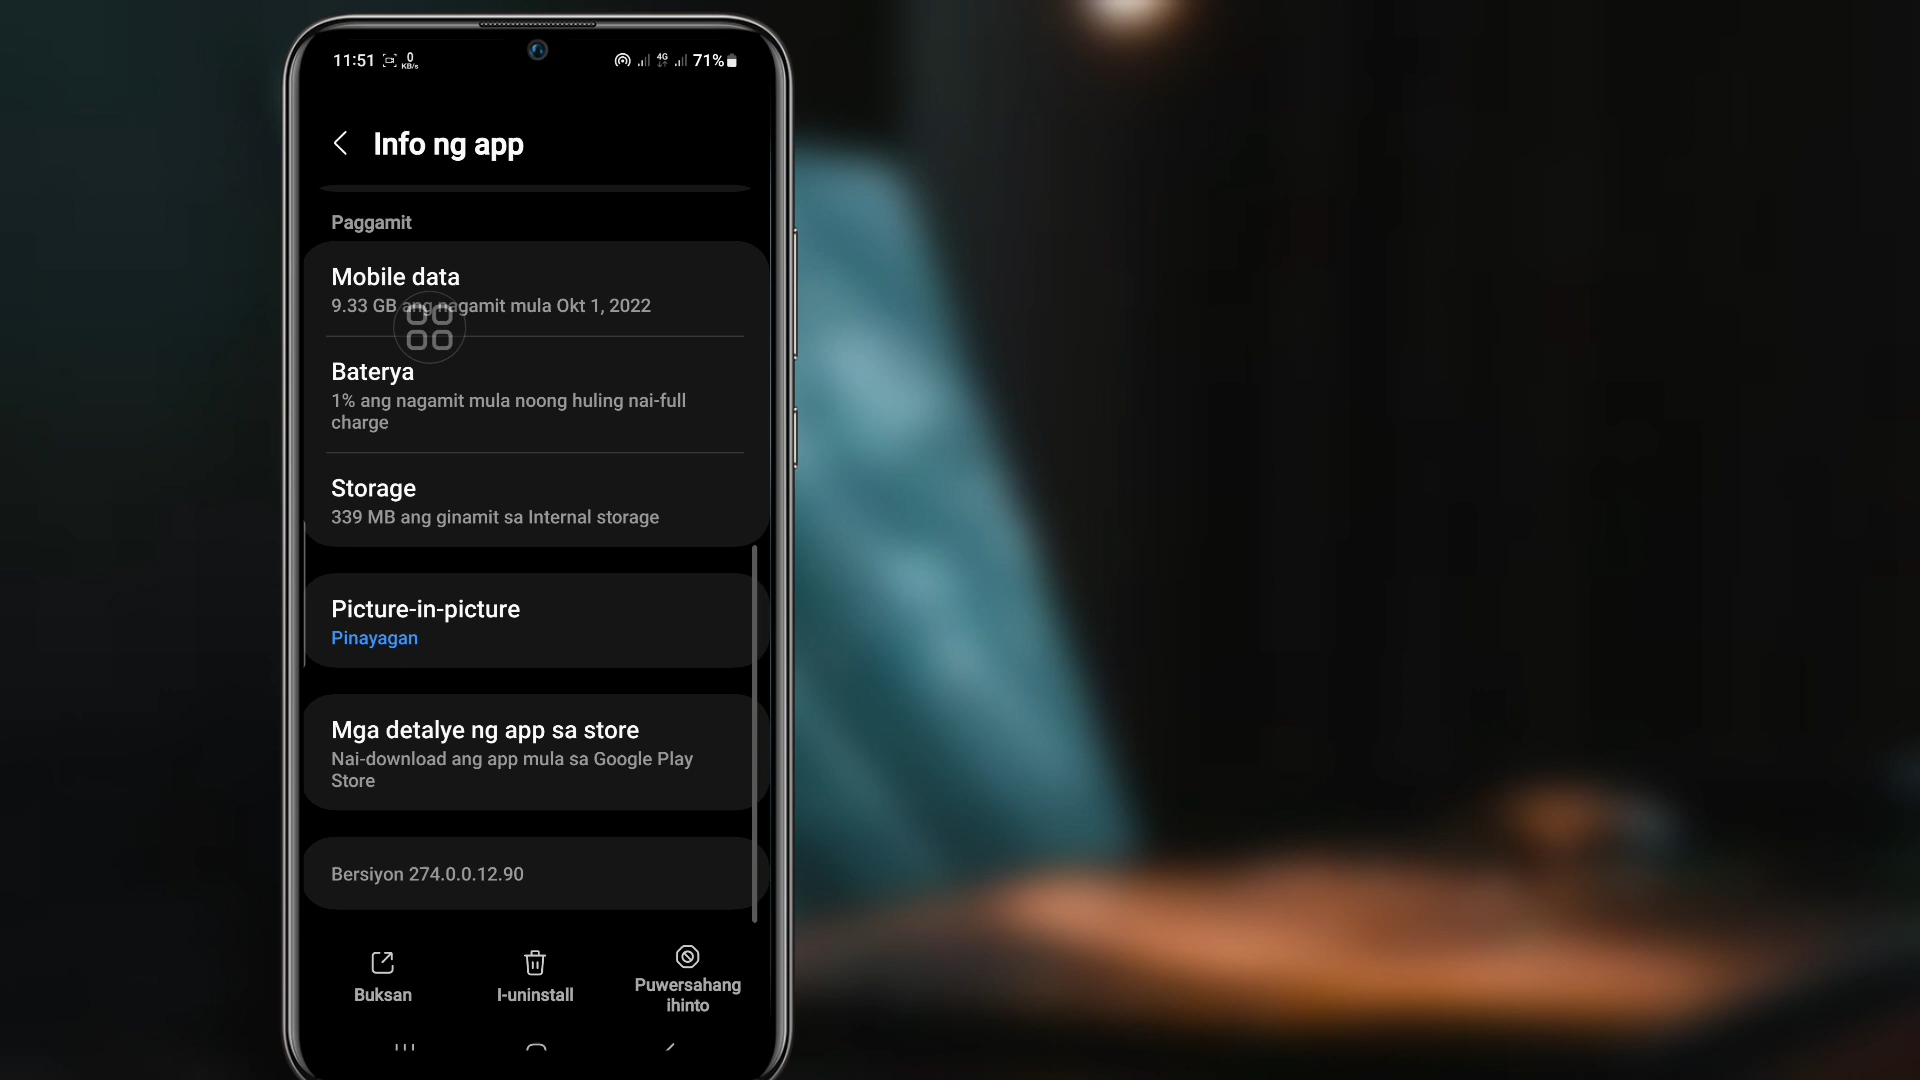 11:51 0 KB/s 4G 71%
Info ng app
Paggamit
Mobile data
9.33 GB ang nagamit mula Okt 1, 2022
Baterya
1% ang nagamit mula noong huling nai-full
charge
Storage
339 MB ang ginamit sa Internal storage
Picture-in-picture
Pinayagan
Mga detalye ng app sa store
Nai-download ang app mula sa Google Play
Store
Bersiyon 274.0.0.12.90
Buksan I-uninstall Puwersahang
ihinto